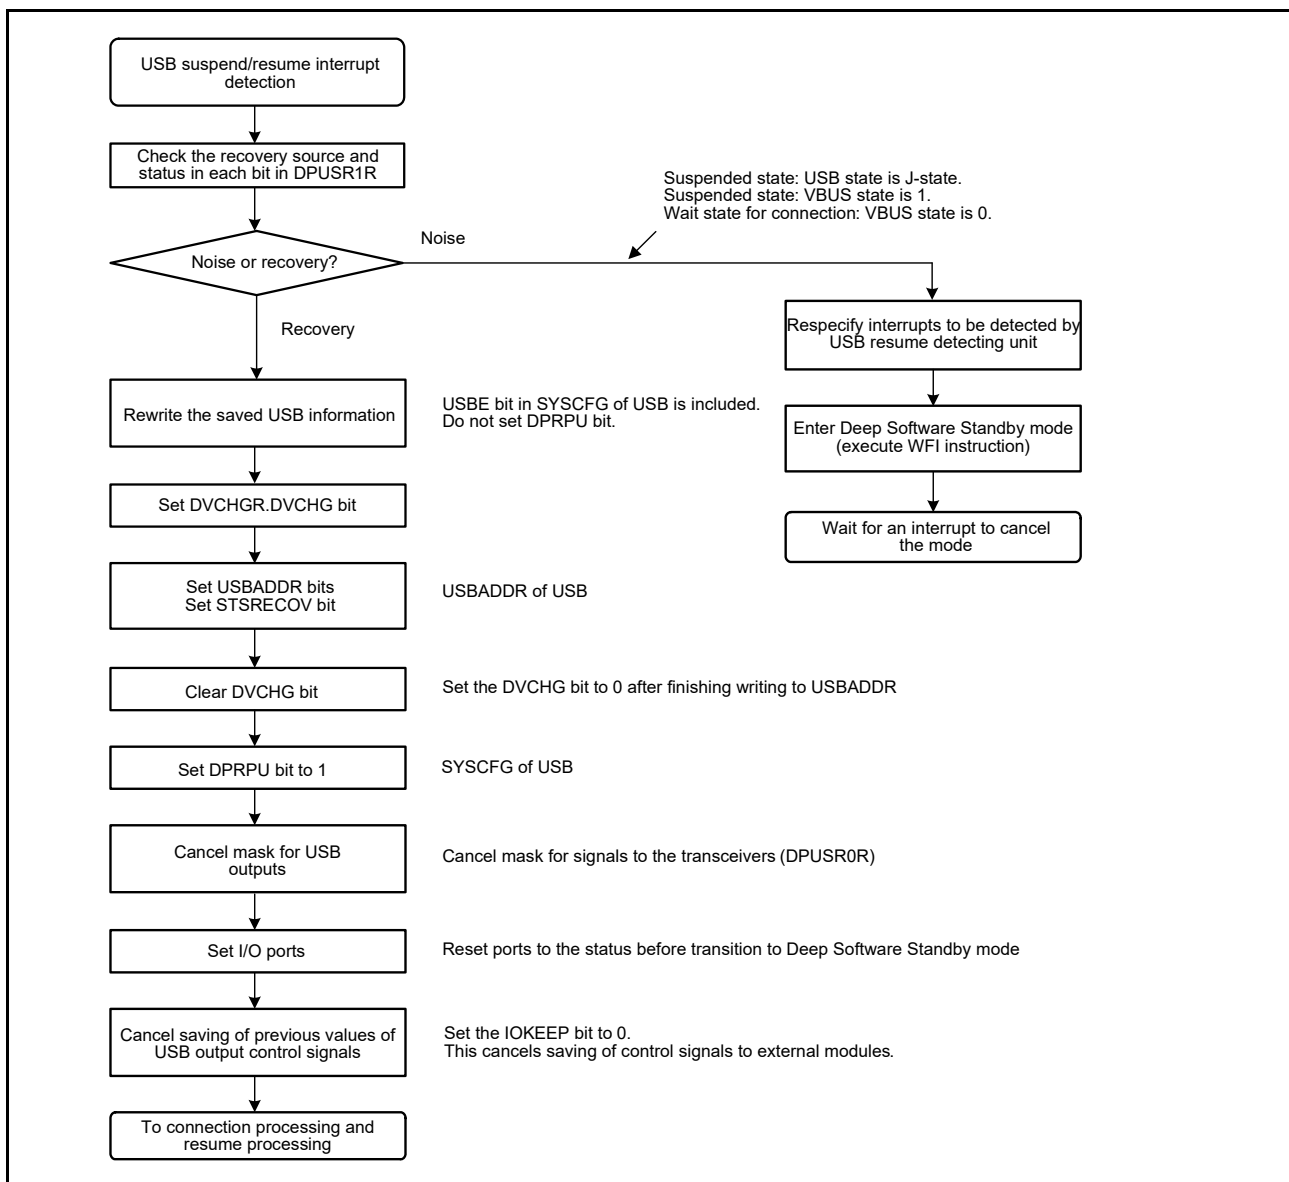 USB suspend/resume interrupt
detection
Check the recovery source and
status in each bit in DPUSR1R
Suspended state: USB state is J-state.
Suspended state: VBUS state is 1.
Wait state for connection: VBUS state is 0.
Noise
Noise or recovery?
Recovery
Respecify interrupts to be detected by
USB resume detecting unit
Enter Deep Software Standby mode
(execute WFI instruction)
Wait for an interrupt to cancel
the mode
Rewrite the saved USB information
USBE bit in SYSCFG of USB is included.
Do not set DPRPU bit.
Set DVCHGR.DVCHG bit
Set USBADDR bits
Set STSRECOV bit
USBADDR of USB
Clear DVCHG bit
Set the DVCHG bit to 0 after finishing writing to USBADDR
Set DPRPU bit to 1
SYSCFG of USB
Cancel mask for USB
outputs
Cancel mask for signals to the transceivers (DPUSR0R)
Set I/O ports
Reset ports to the status before transition to Deep Software Standby mode
Cancel saving of previous values of
USB output control signals
Set the IOKEEP bit to 0.
This cancels saving of control signals to external modules.
To connection processing and
resume processing